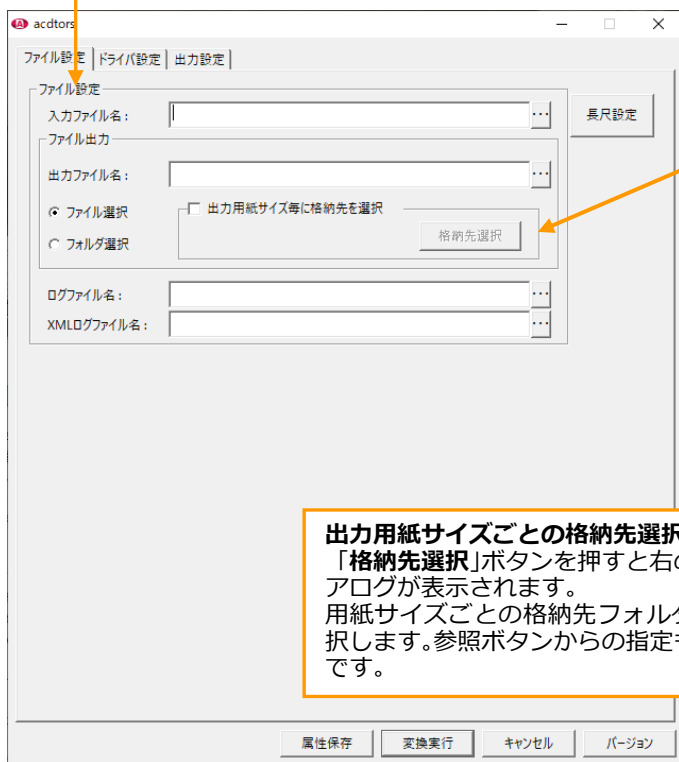 acdtors
ファイル設定 ドライバ設定 出力設定
ファイル設定
入力ファイル名： ... 長尺設定
ファイル出力
出力ファイル名： ...
ファイル選択 出力用紙サイズ毎に格納先を選択
フォルダ選択 格納先選択
ログファイル名： ...
XMLログファイル名： ...
出力用紙サイズごとの格納先選択
「格納先選択」ボタンを押すと右の
アログが表示されます。
用紙サイズごとの格納先フォル
択します。参照ボタンからの指定
です。
属性保存 変換実行 キャンセル バージョン